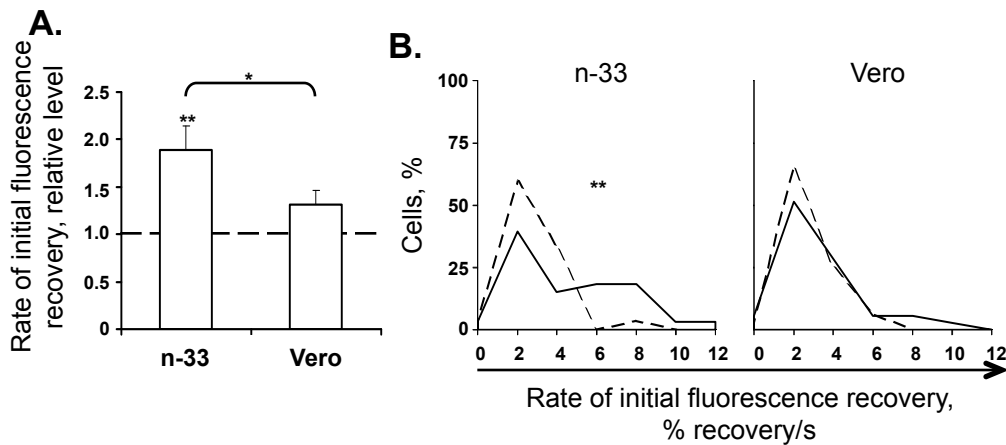 A.
Rate of initial fluorescence
recovery, relative level
2.5
2.0
1.5
1.0
0.5
0
*
**
n-33
Vero
B.
n-33
Vero
Cells, %
100
75
50
25
0
**
0 2 4 6 8 10 12
0 2 4 6 8 10 12
Rate of initial fluorescence recovery,
% recovery/s